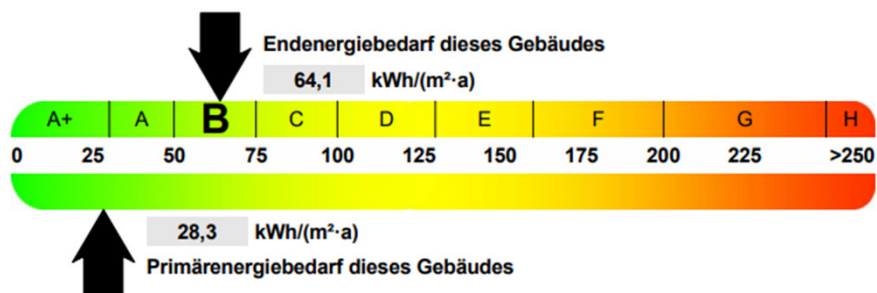 Endenergiebedarf dieses Gebäudes
64,1 kWh/(m²·a)
A+ A B C D E F G H
0 25 50 75 100 125 150 175 200 225 >250
28,3 kWh/(m²·a)
Primärenergiebedarf dieses Gebäudes